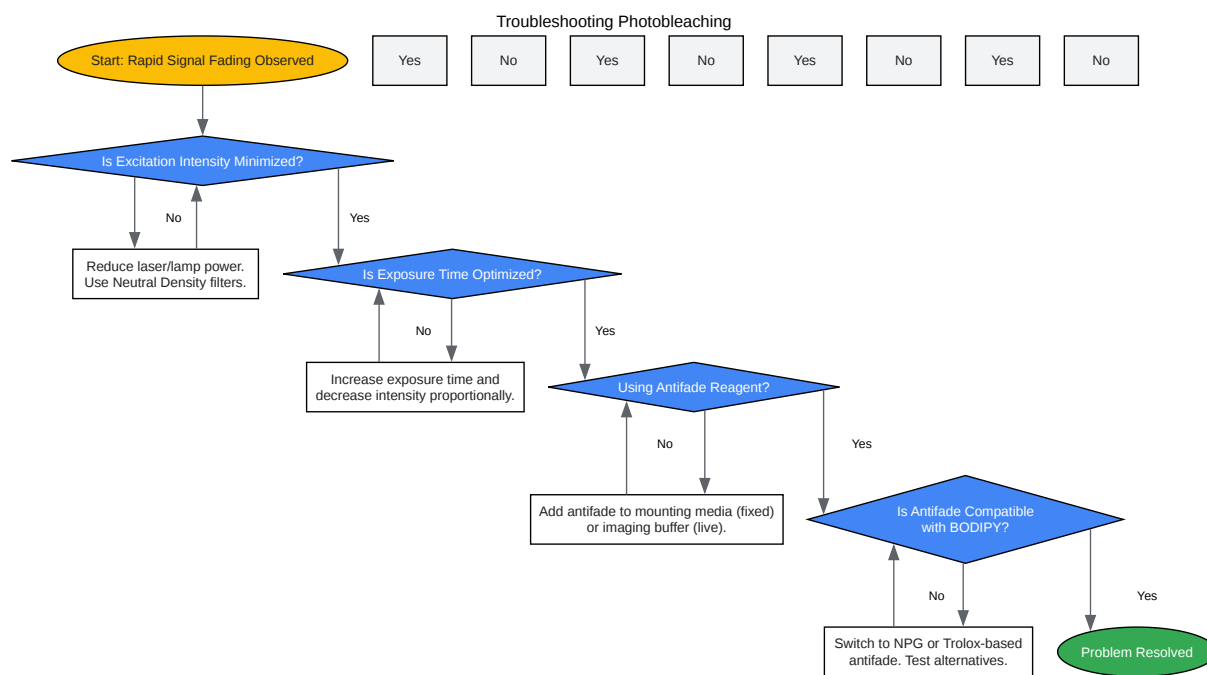 Troubleshooting Photobleaching
Start: Rapid Signal Fading Observed
Yes
No
Yes
No
Yes
No
Yes
No
Is Excitation Intensity Minimized?
No
Yes
Reduce laser/lamp power.
Use Neutral Density filters.
Is Exposure Time Optimized?
No
Yes
Increase exposure time and
decrease intensity proportionally.
Using Antifade Reagent?
No
Yes
Add antifade to mounting media (fixed)
or imaging buffer (live).
Is Antifade Compatible
with BODIPY?
No
Yes
Switch to NPG or Trolox-based
antifade. Test alternatives.
Problem Resolved